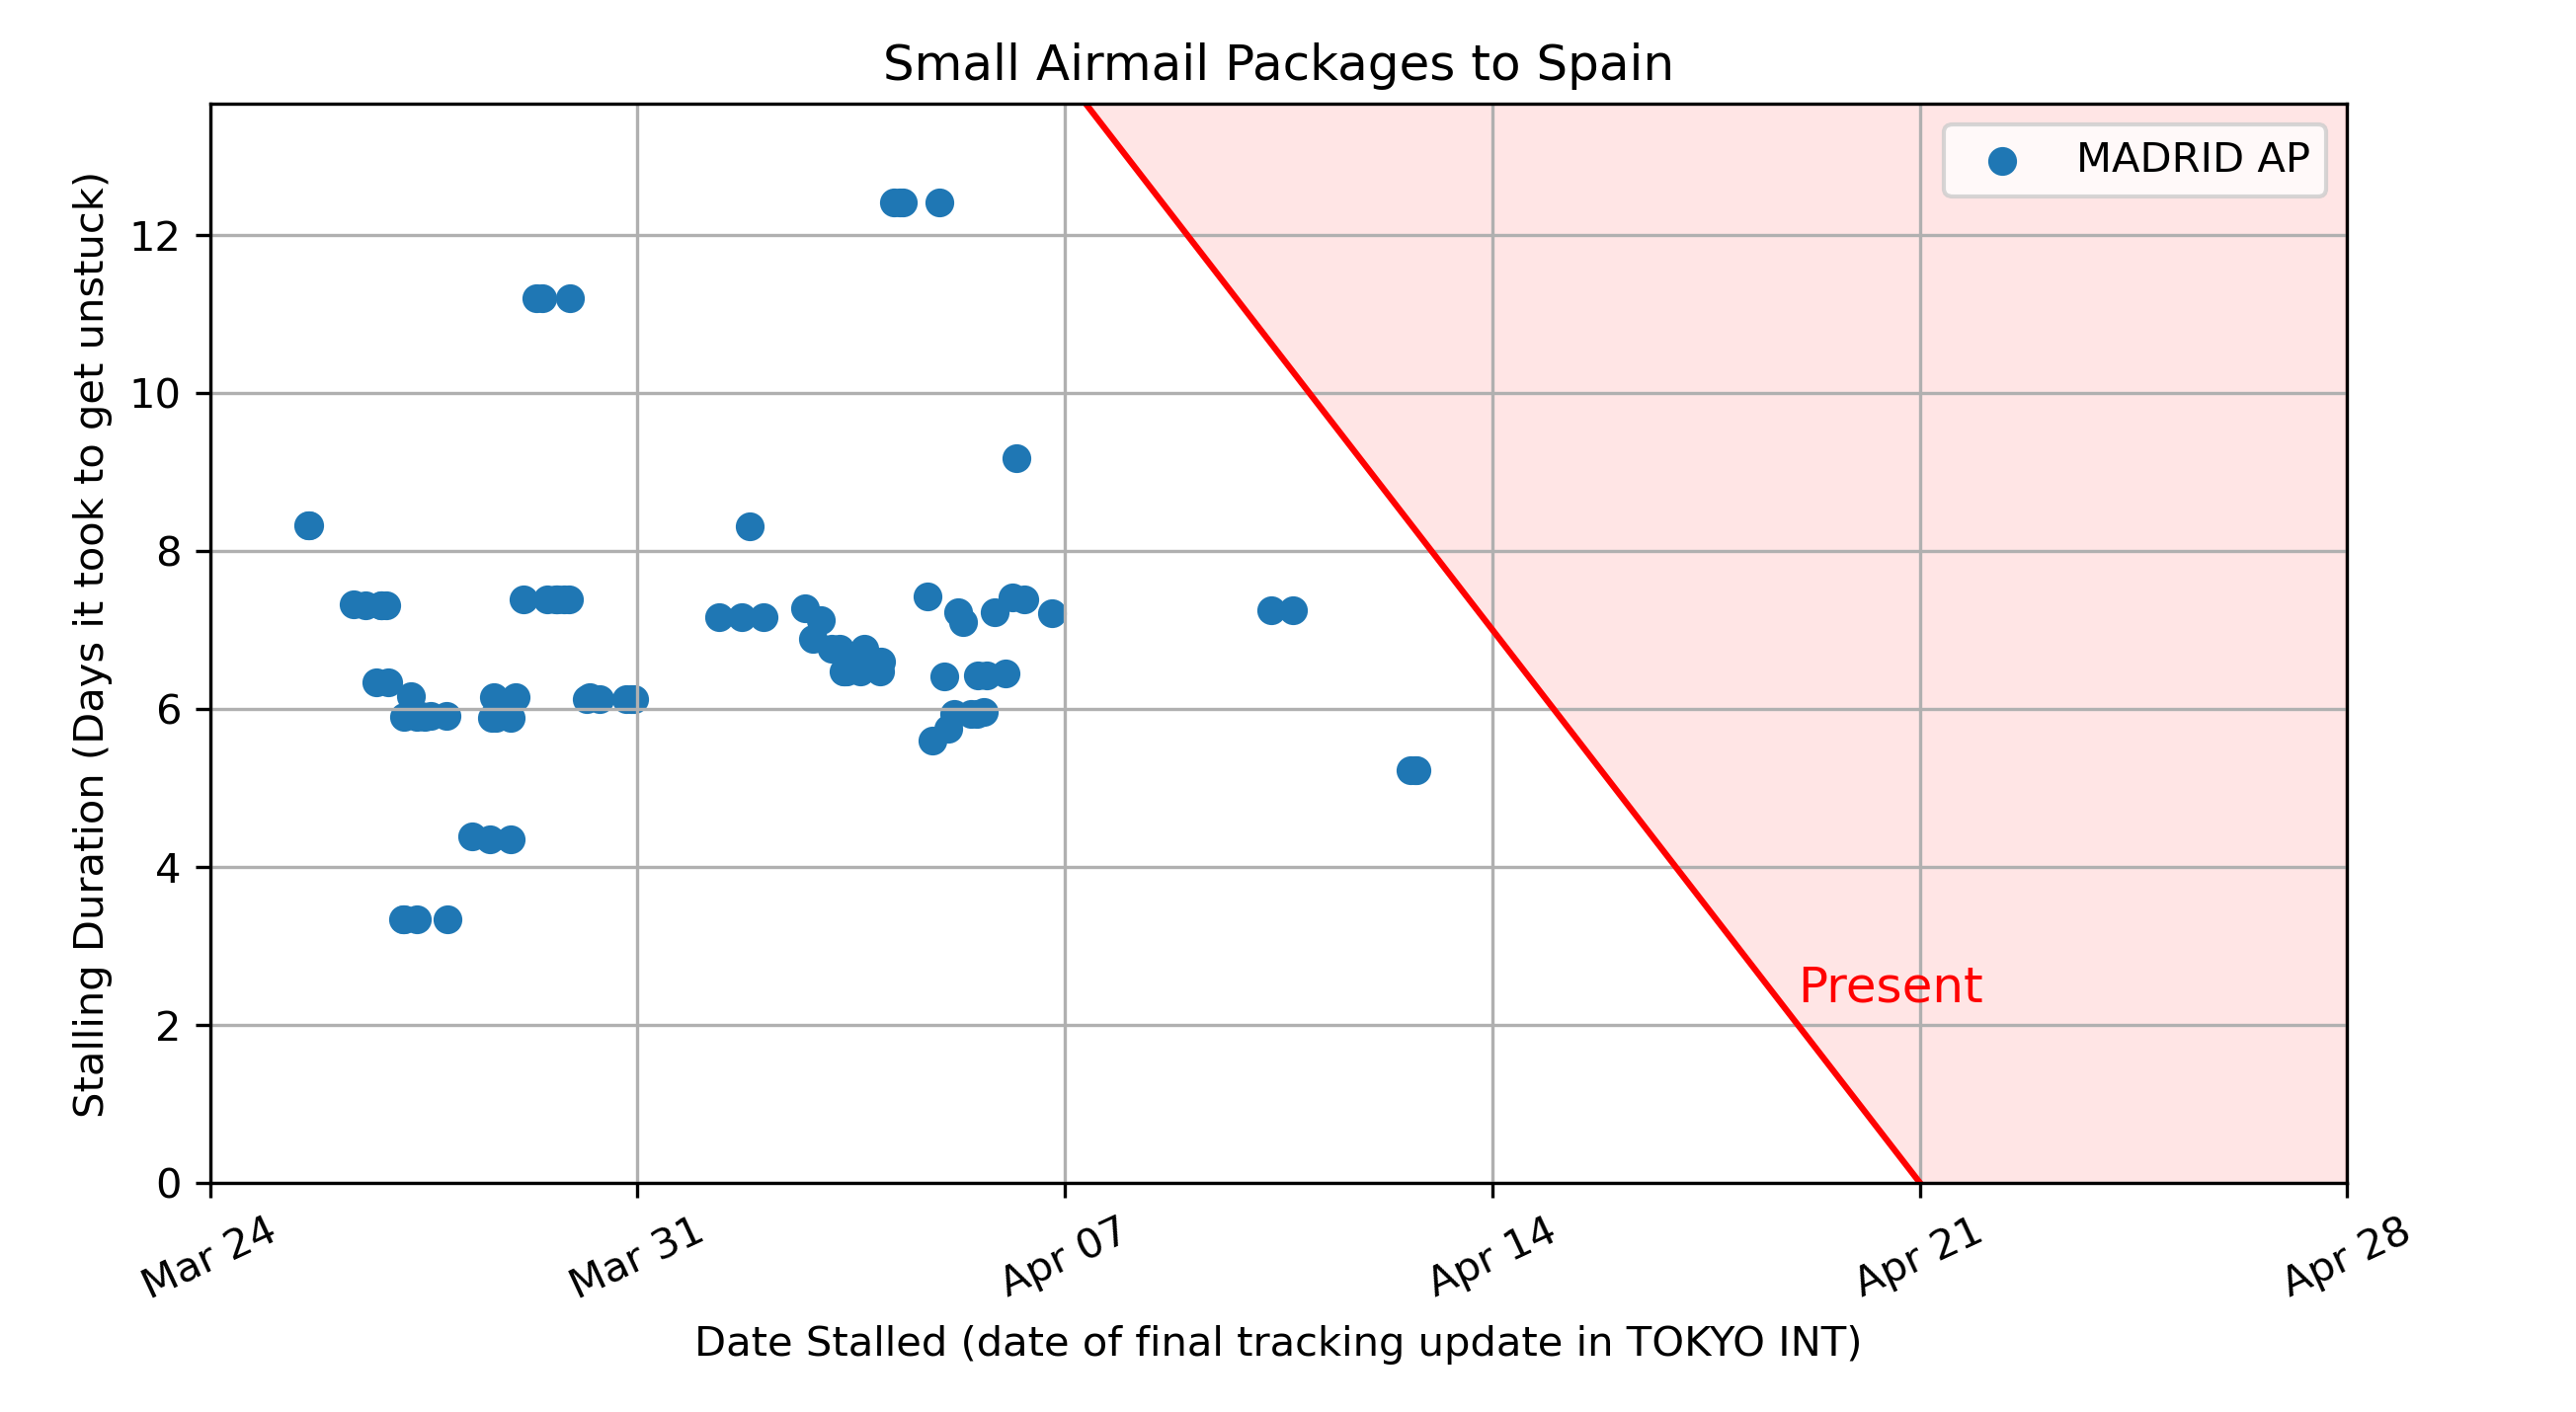 Small Airmail Packages to Spain
MADRID AP
Stalling Duration (Days it took to get unstuck)
12
10
8
6
4
2
0
Present
Mar 24
Mar 31
Apr 07
Apr 14
Apr 21
Apr 28
Date Stalled (date of final tracking update in TOKYO INT)